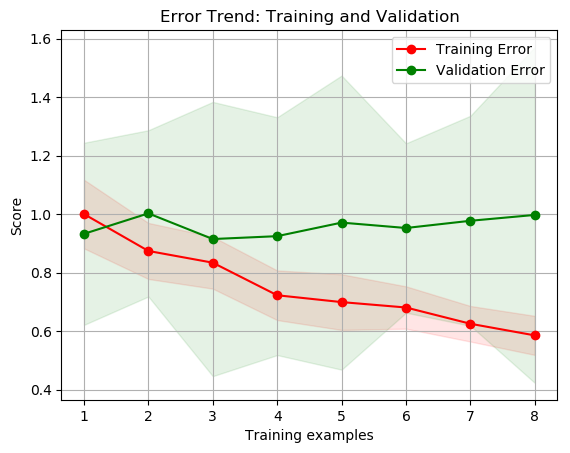 Error Trend: Training and Validation
1.6
1.4
1.2
1.0
0.8
0.6
0.4
Score
Training Error
Validation Error
1 2 3 4 5 6 7 8
Training examples